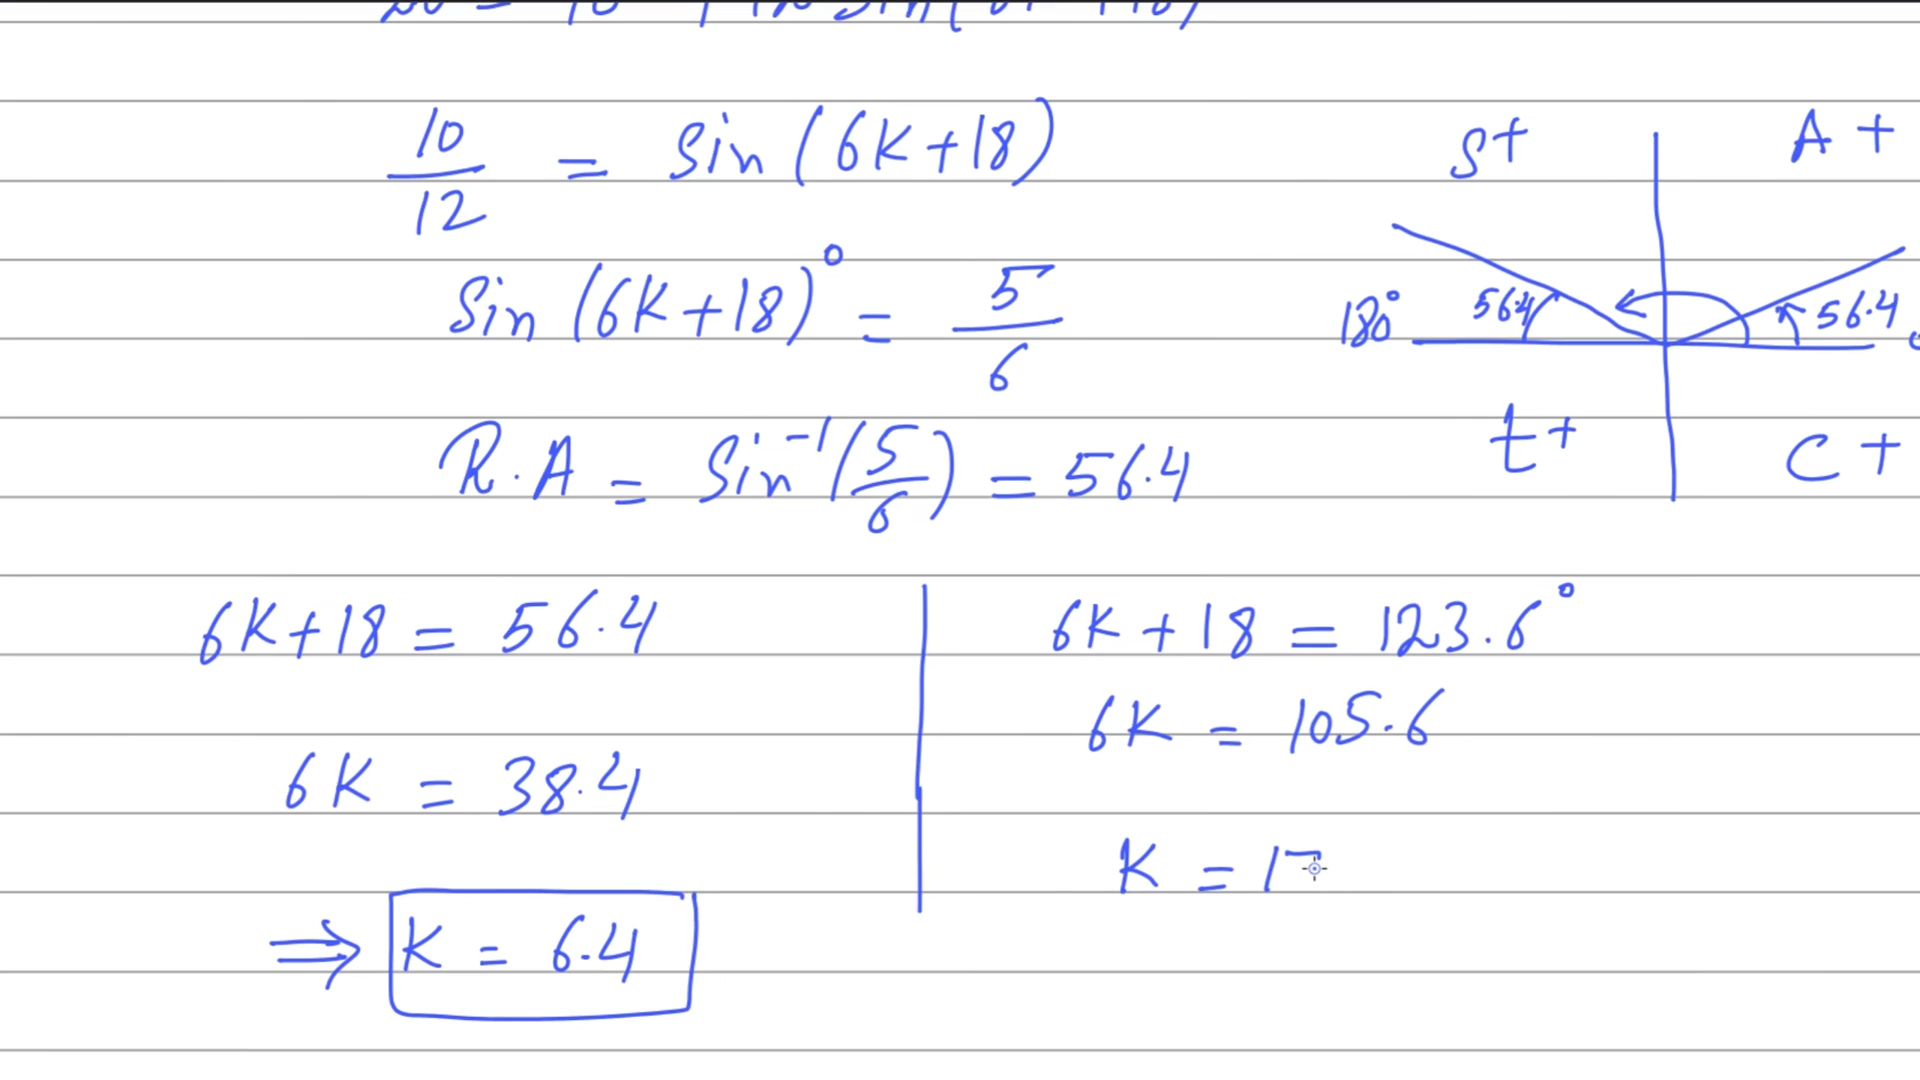 10/12 = Sin(6K+18)
Sin(6K+18)° = 5/6
R.A = Sin⁻¹(5/6) = 56.4
6K+18 = 56.4
6K = 38.4
⇒ K = 6.4
6K+18 = 123.6°
6K = 105.6
K = 17
S+ A+
180° 56.4 56.4
t+ C+